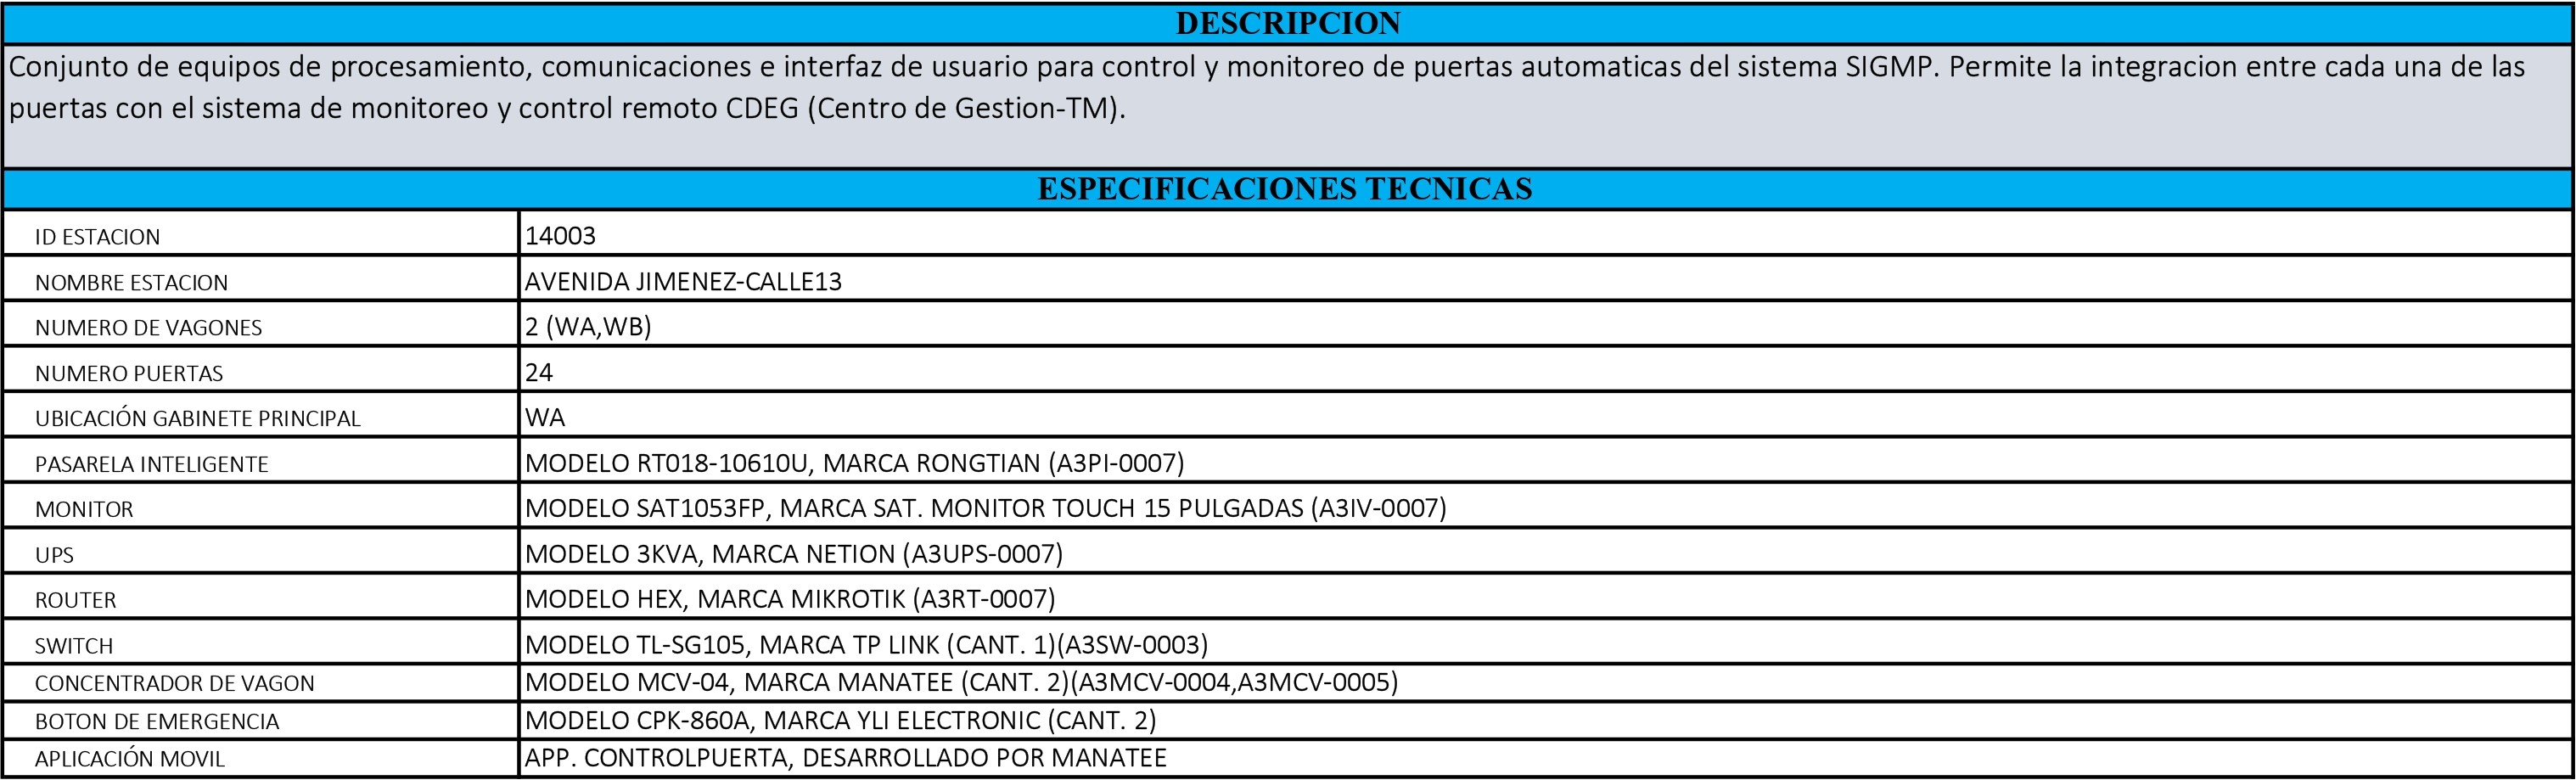 DESCRIPCION
Conjunto de equipos de procesamiento, comunicaciones e interfaz de usuario para control y monitoreo de puertas automaticas del sistema SIGMP. Permite la integracion entre cada una de las
puertas con el sistema de monitoreo y control remoto CDEG (Centro de Gestion-TM).
ESPECIFICACIONES TECNICAS
ID ESTACION 14003
NOMBRE ESTACION AVENIDA JIMENEZ-CALLE13
NUMERO DE VAGONES 2 (WA,WB)
NUMERO PUERTAS 24
UBICACIÓN GABINETE PRINCIPAL WA
PASARELA INTELIGENTE MODELO RT018-10610U, MARCA RONGTIAN (A3PI-0007)
MONITOR MODELO SAT1053FP, MARCA SAT. MONITOR TOUCH 15 PULGADAS (A3IV-0007)
UPS MODELO 3KVA, MARCA NETION (A3UPS-0007)
ROUTER MODELO HEX, MARCA MIKROTIK (A3RT-0007)
SWITCH MODELO TL-SG105, MARCA TP LINK (CANT. 1)(A3SW-0003)
CONCENTRADOR DE VAGON MODELO MCV-04, MARCA MANATEE (CANT. 2)(A3MCV-0004,A3MCV-0005)
BOTON DE EMERGENCIA MODELO CPK-860A, MARCA YLI ELECTRONIC (CANT. 2)
APLICACIÓN MOVIL APP. CONTROLPUERTA, DESARROLLADO POR MANATEE